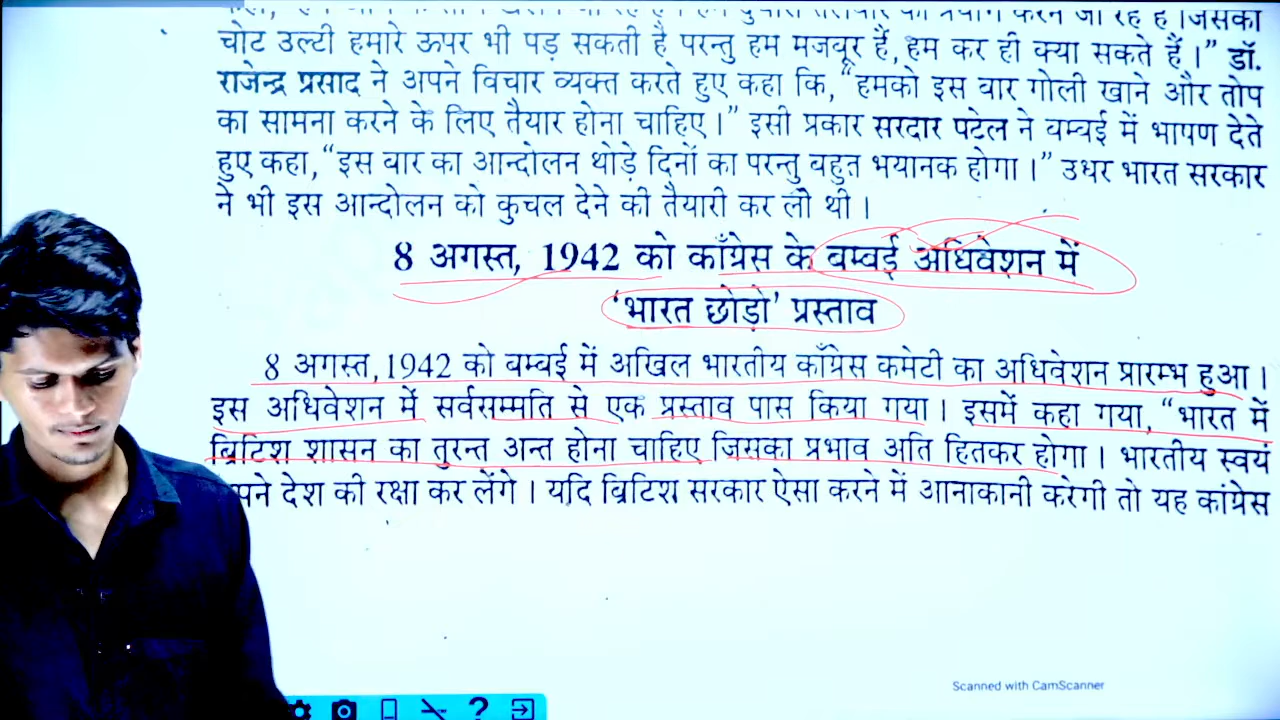 करने जा रहे हैं।जिसका
चोट उल्टी हमारे ऊपर भी पड़ सकती है परन्तु हम मजबूर हैं, हम कर ही क्या सकते हैं।” डॉ.
राजेन्द्र प्रसाद ने अपने विचार व्यक्त करते हुए कहा कि, “हमको इस बार गोली खाने और तोप
का सामना करने के लिए तैयार होना चाहिए।” इसी प्रकार सरदार पटेल ने बम्बई में भाषण देते
हुए कहा, “इस बार का आन्दोलन थोड़े दिनों का परन्तु बहुत भयानक होगा।” उधर भारत सरकार
ने भी इस आन्दोलन को कुचल देने की तैयारी कर ली थी।
8 अगस्त, 1942 को काँग्रेस के बम्बई अधिवेशन में
‘भारत छोड़ो’ प्रस्ताव
8 अगस्त, 1942 को बम्बई में अखिल भारतीय काँग्रेस कमेटी का अधिवेशन प्रारम्भ हुआ।
इस अधिवेशन में सर्वसम्मति से एक प्रस्ताव पास किया गया। इसमें कहा गया, “भारत में
ब्रिटिश शासन का तुरन्त अन्त होना चाहिए जिसका प्रभाव अति हितकर होगा। भारतीय स्वयं
पने देश की रक्षा कर लेंगे। यदि ब्रिटिश सरकार ऐसा करने में आनाकानी करेगी तो यह कांग्रेस
Scanned with CamScanner